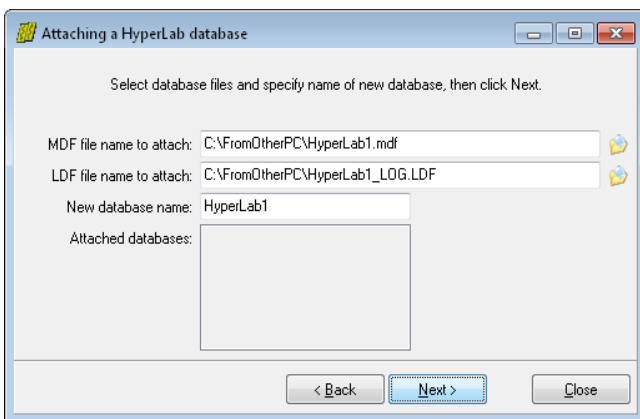 Attaching a HyperLab database
Select database files and specify name of new database, then click Next.
MDF file name to attach: C:\FromOtherPC\HyperLab1.mdf
LDF file name to attach: C:\FromOtherPC\HyperLab1_LOG.LDF
New database name: HyperLab1
Attached databases:
< Back Next > Close